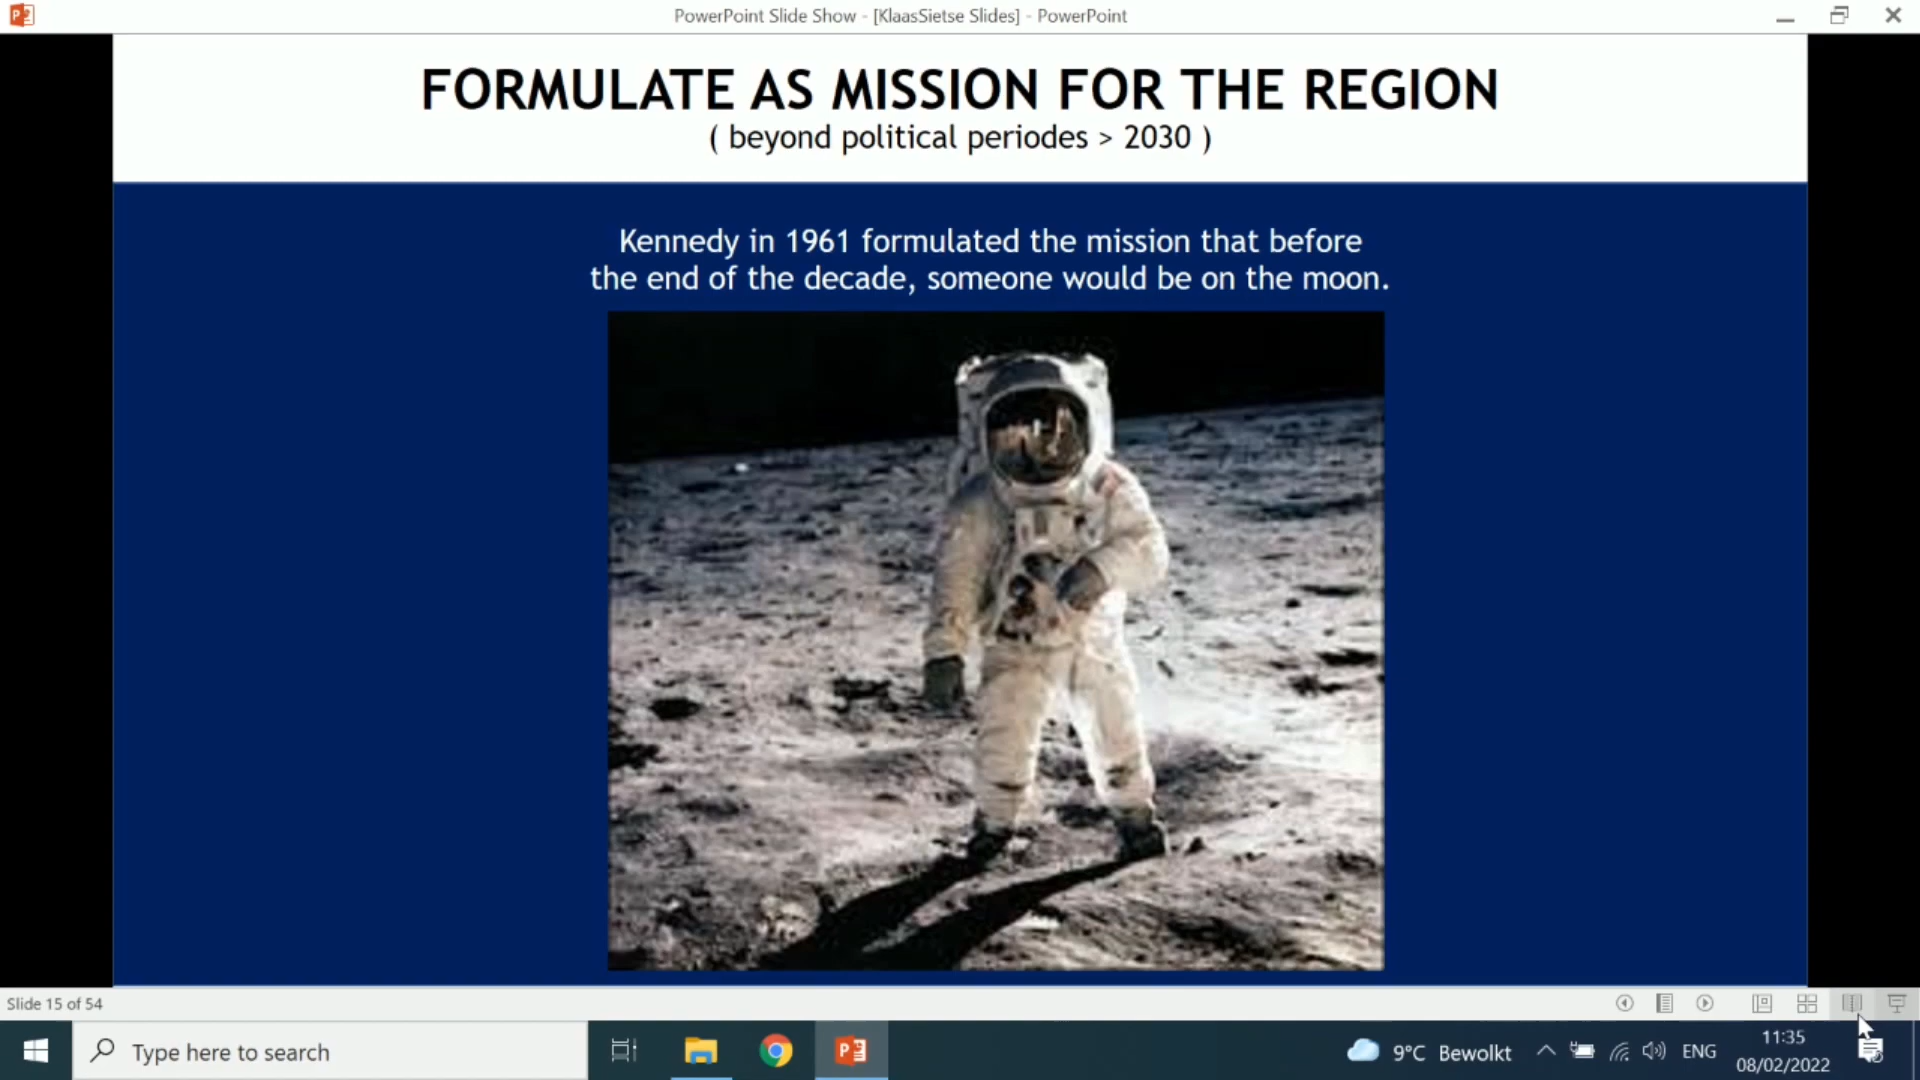 PowerPoint Slide Show - [KlaasSietse Slides] - PowerPoint
FORMULATE AS MISSION FOR THE REGION
( beyond political periodes > 2030 )
Kennedy in 1961 formulated the mission that before
the end of the decade, someone would be on the moon.
Slide 15 of 54
Type here to search
9°C Bewolkt
ENG
11:35
08/02/2022